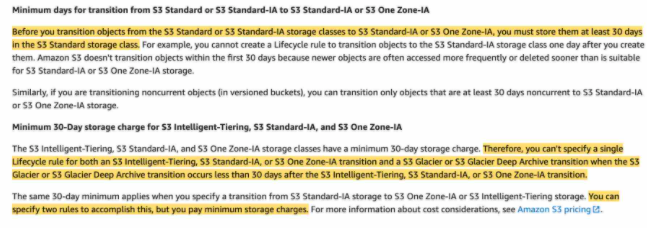 Minimum days for transition from S3 Standard or S3 Standard-IA to S3 Standard-IA or S3 One Zone-IA
Before you transition objects from the S3 Standard or S3 Standard-IA storage classes to S3 Standard-IA or S3 One Zone-IA, you must store them at least 30 days
in the S3 Standard storage class. For example, you cannot create a Lifecycle rule to transition objects to the S3 Standard-IA storage class one day after you create
them. Amazon S3 doesn't transition objects within the first 30 days because newer objects are often accessed more frequently or deleted sooner than is suitable
for S3 Standard-IA or S3 One Zone-IA storage.
Similarly, if you are transitioning noncurrent objects (in versioned buckets), you can transition only objects that are at least 30 days noncurrent to S3 Standard-IA
or S3 One Zone-IA storage.
Minimum 30-Day storage charge for S3 Intelligent-Tiering, S3 Standard-IA, and S3 One Zone-IA
The S3 Intelligent-Tiering, S3 Standard-IA, and S3 One Zone-IA storage classes have a minimum 30-day storage charge. Therefore, you can't specify a single
Lifecycle rule for both an S3 Intelligent-Tiering, S3 Standard-IA, or S3 One Zone-IA transition and a S3 Glacier or S3 Glacier Deep Archive transition when the S3
Glacier or S3 Glacier Deep Archive transition occurs less than 30 days after the S3 Intelligent-Tiering, S3 Standard-IA, or S3 One Zone-IA transition.
The same 30-day minimum applies when you specify a transition from S3 Standard-IA storage to S3 One Zone-IA or S3 Intelligent-Tiering storage. You can
specify two rules to accomplish this, but you pay minimum storage charges. For more information about cost considerations, see Amazon S3 pricing.